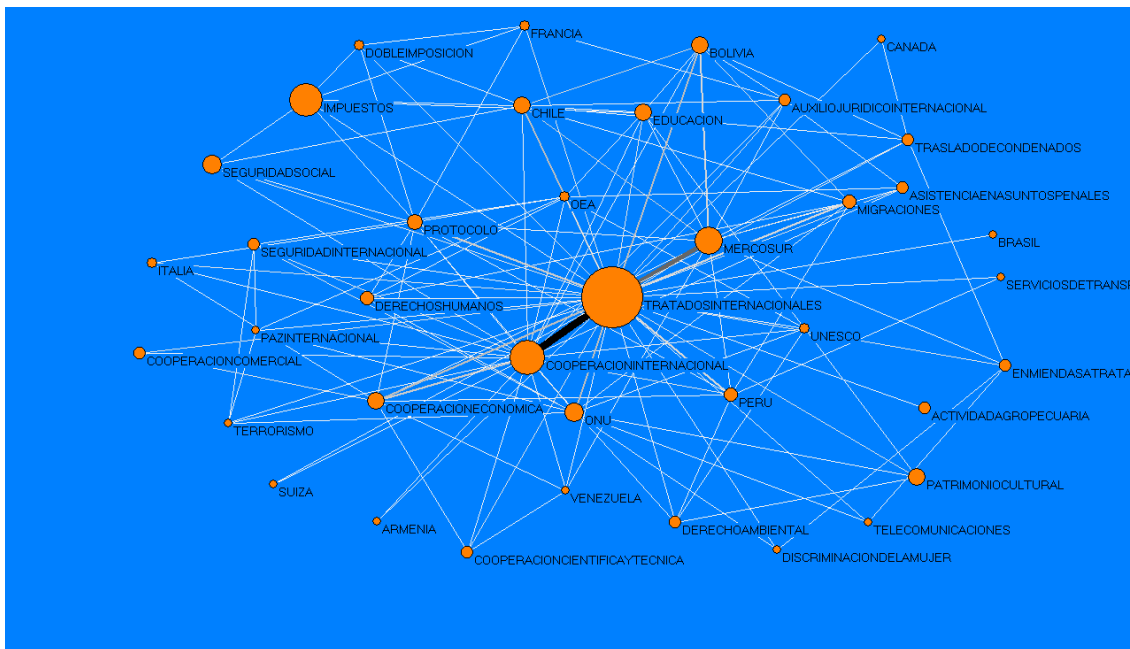 FRANCIA
DOBLEIMPOSICION
BOLIVIA
CANADA
IMPUESTOS
CHILE
EDUCACION
AUXILIOJURIDICOINTERNACIONAL
TRASLADODECONDENADOS
SEGURIDADSOCIAL
ASISTENCIAENASUNTOSPENALES
OEA
MIGRACIONES
PROTOCOLO
SEGURIDADINTERNACIONAL
MERCOSUR
BRASIL
ITALIA
SERVICIOSDETRANSP
DERECHOSHUMANOS
TRATADOSINTERNACIONALES
PAZINTERNACIONAL
UNESCO
COOPERACIONCOMERCIAL
COOPERACIONINTERNACIONAL
ENMIENDASATRATA
COOPERACIONECONOMICA
PERU
ACTIVIDADAGROPECUARIA
ONU
TERRORISMO
PATRIMONIOCULTURAL
SUIZA
VENEZUELA
ARMENIA
DERECHOAMBIENTAL
TELECOMUNICACIONES
COOPERACIONCIENTIFICAYTECNICA
DISCRIMINACIONDELAMUJER